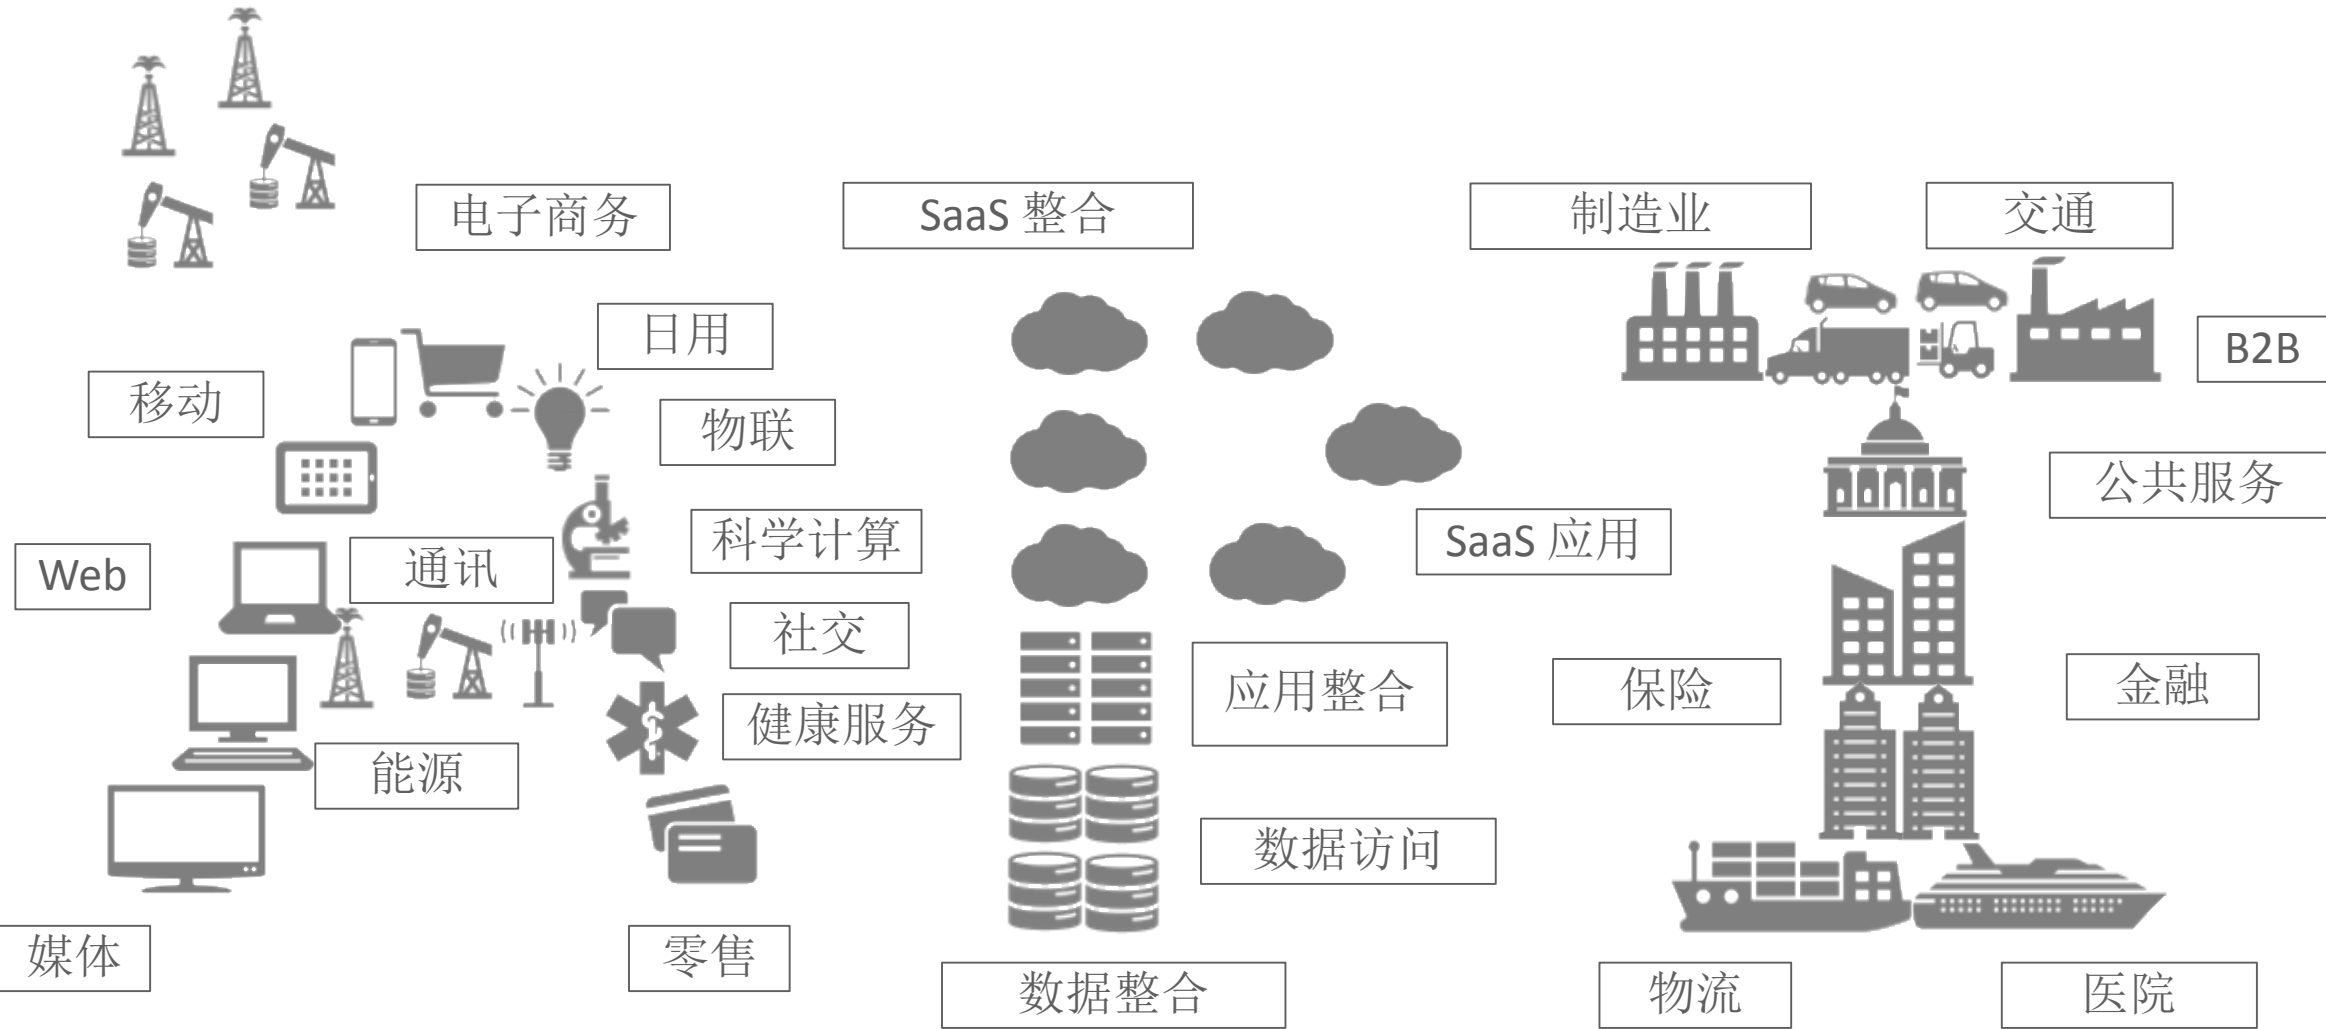 电子商务
SaaS 整合
制造业
交通
日用
B2B
移动
物联
公共服务
Web
通讯
科学计算
SaaS 应用
社交
应用整合
保险
金融
健康服务
能源
数据访问
媒体
零售
数据整合
物流
医院